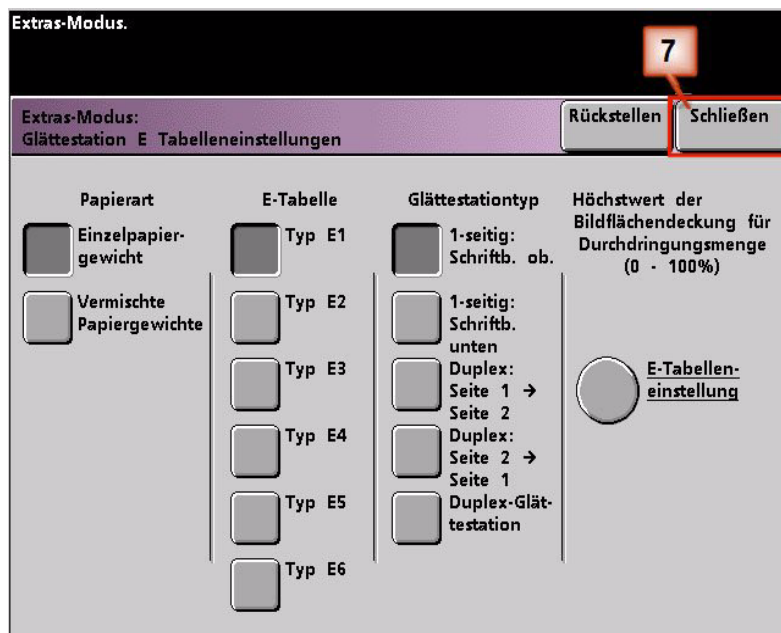 Extras-Modus.
7
Extras-Modus:
Glättestation E Tabelleneinstellungen
Rückstellen
Schließen
Papierart
Einzelpapier-
gewicht
Vermischte
Papiergewichte
E-Tabelle
Typ E1
Typ E2
Typ E3
Typ E4
Typ E5
Typ E6
Glättestationtyp
1-seitig:
Schriftb. ob.
1-seitig:
Schriftb.
unten
Duplex:
Seite 1 →
Seite 2
Duplex:
Seite 2 →
Seite 1
Duplex-Glät-
testation
Höchstwert der
Bildflächendeckung für
Durchdringungsmenge
(0 - 100%)
E-Tabellen-
einstellung